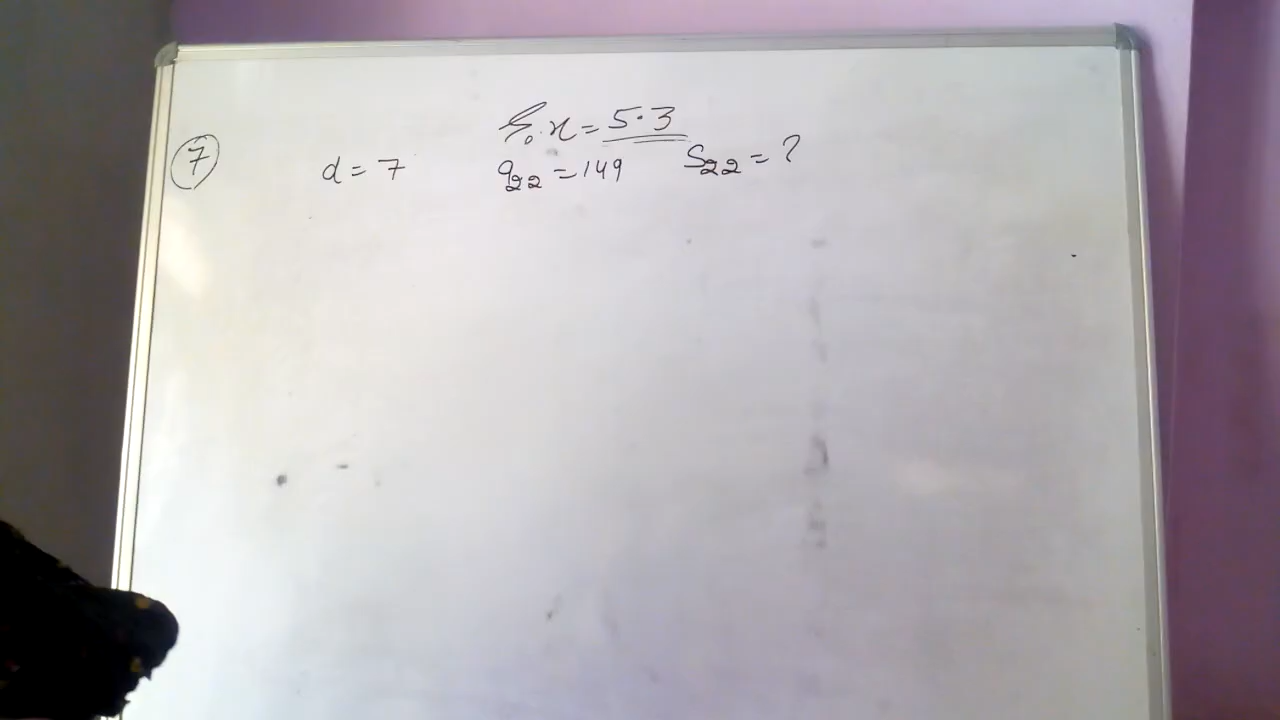 Ex = 5.3
7 d = 7 a22 = 149 S22 = ?